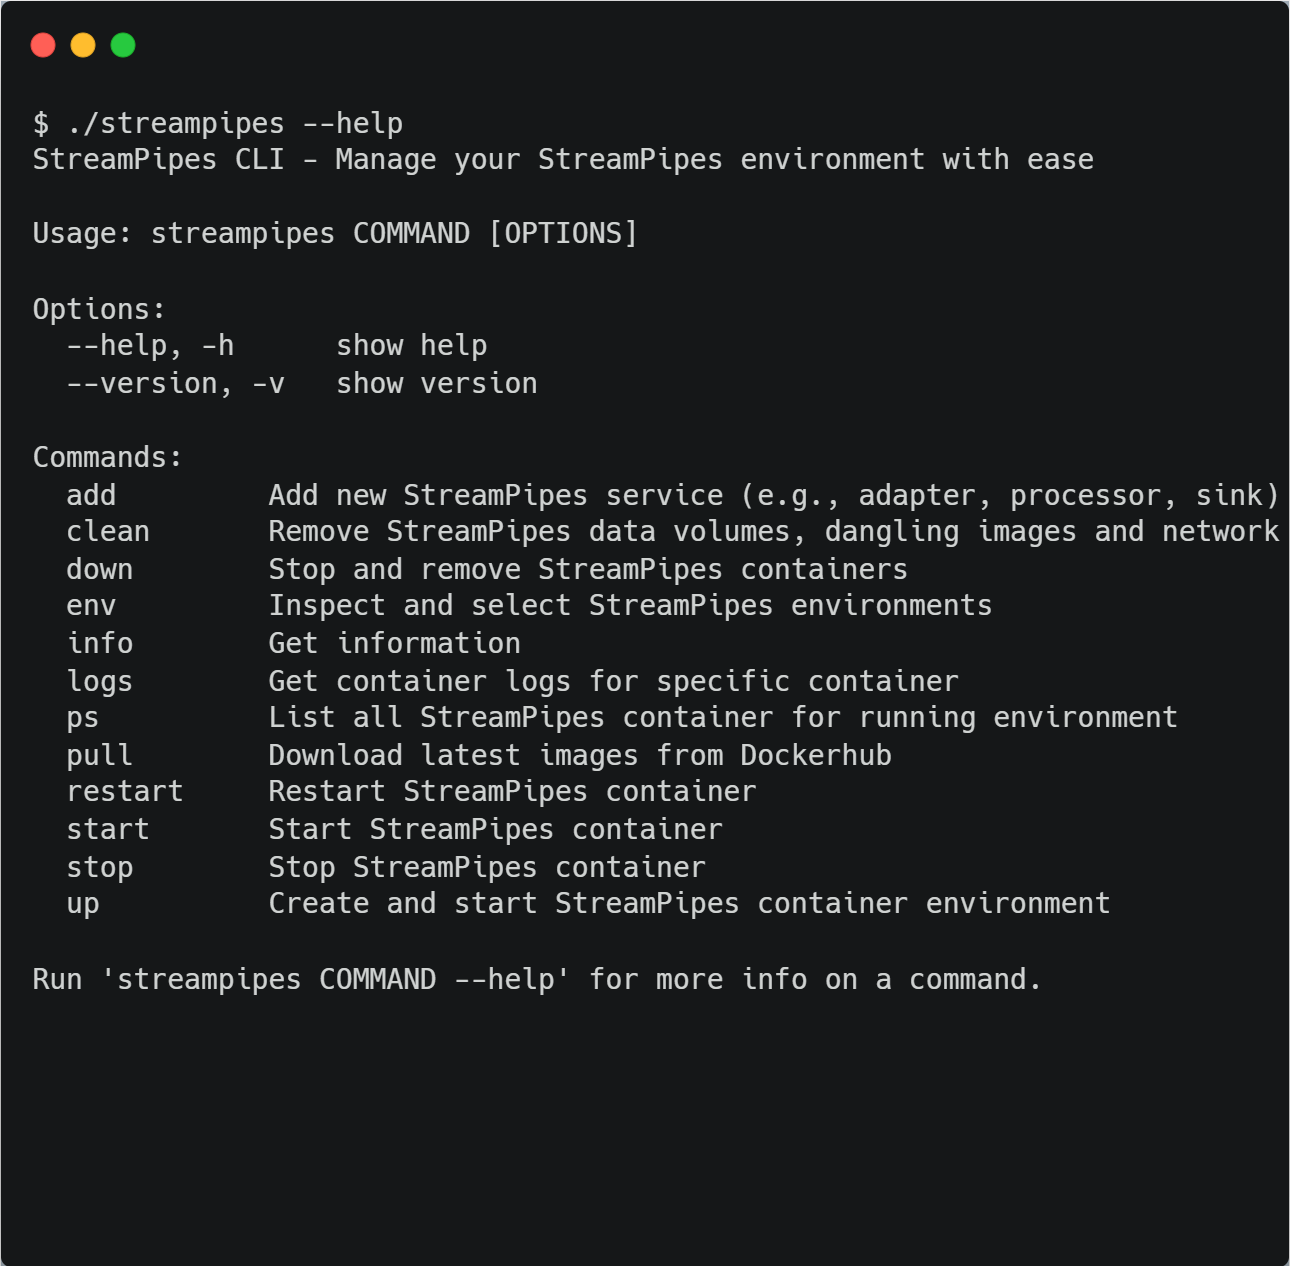 $ ./streampipes --help
StreamPipes CLI - Manage your StreamPipes environment with ease
Usage: streampipes COMMAND [OPTIONS]
Options:
--help, -h      show help
--version, -v   show version
Commands:
add         Add new StreamPipes service (e.g., adapter, processor, sink)
clean       Remove StreamPipes data volumes, dangling images and network
down        Stop and remove StreamPipes containers
env         Inspect and select StreamPipes environments
info        Get information
logs        Get container logs for specific container
ps          List all StreamPipes container for running environment
pull        Download latest images from Dockerhub
restart     Restart StreamPipes container
start       Start StreamPipes container
stop        Stop StreamPipes container
up          Create and start StreamPipes container environment
Run 'streampipes COMMAND --help' for more info on a command.